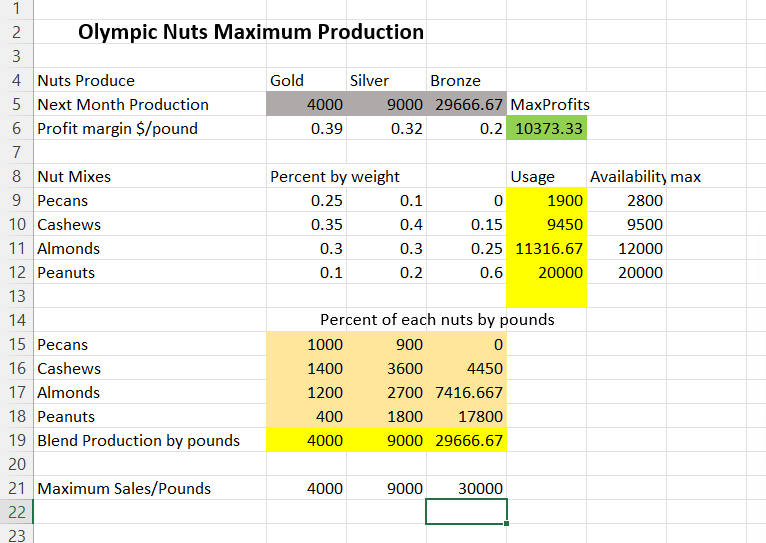 1
2 Olympic Nuts Maximum Production
3
4 Nuts Produce Gold Silver Bronze
5 Next Month Production 4000 9000 29666.67 MaxProfits
6 Profit margin $/pound 0.39 0.32 0.2 10373.33
7
8 Nut Mixes Percent by weight Usage Availability max
9 Pecans 0.25 0.1 0 1900 2800
10 Cashews 0.35 0.4 0.15 9450 9500
11 Almonds 0.3 0.3 0.25 11316.67 12000
12 Peanuts 0.1 0.2 0.6 20000 20000
13
14 Percent of each nuts by pounds
15 Pecans 1000 900 0
16 Cashews 1400 3600 4450
17 Almonds 1200 2700 7416.667
18 Peanuts 400 1800 17800
19 Blend Production by pounds 4000 9000 29666.67
20
21 Maximum Sales/Pounds 4000 9000 30000
22
23